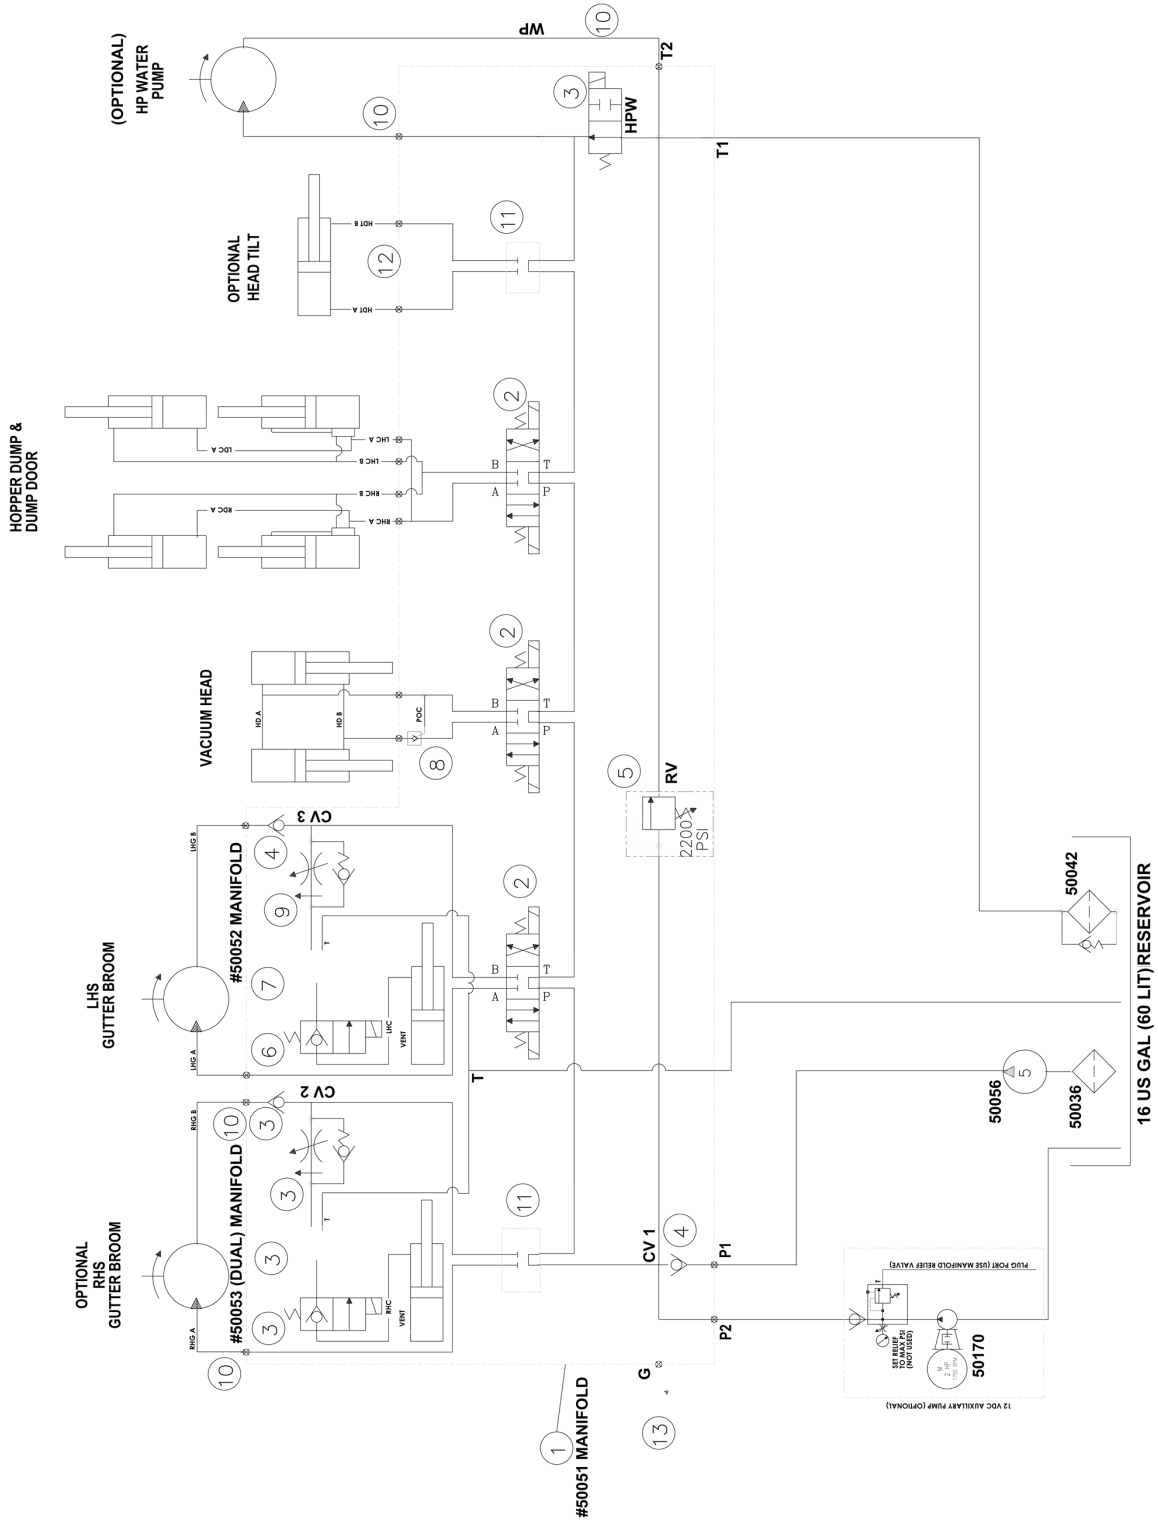 HOPPER DUMP &
DUMP DOOR
(OPTIONAL)
HP WATER
PUMP
WP
10
T2
10
3
HPW
T1
OPTIONAL
HEAD TILT
HDT B
12
HDT A
11
LDC A
LHC A
LHC B
RHC B
RDC A
RHC A
2
B
T
A
P
VACUUM HEAD
HD A
HD B
POC
8
2
B
T
A
P
5
RV
2200
PSI
LHS
GUTTER BROOM
LHG B
CV 3
4
#50052 MANIFOLD
9
T
7
6
LHC
VENT
LHG A
2
B
T
A
P
T
OPTIONAL
RHS
GUTTER BROOM
RHG B
CV 2
10
3
#50053 (DUAL) MANIFOLD
3
T
3
3
RHC
VENT
RHG A
10
11
CV 1
4
P1
P2
G
13
1
#50051 MANIFOLD
50042
50056
5
50036
16 US GAL (60 LIT)RESERVOIR
PLUG PORT (USE MANIFOLD RELIEF VALVE)
T
SET RELIEF
TO MAX PSI
(NOT USED)
M
2 HP
1750 RPM
50170
12 VDC AUXILLARY PUMP (OPTIONAL)